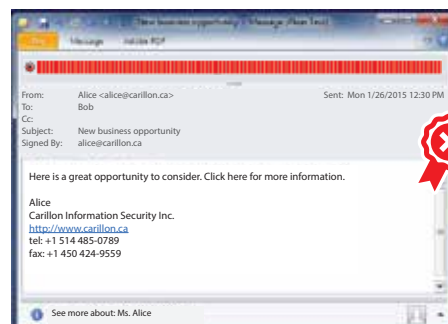 New business opportunity - Message (Plain Text)
File Message Adobe PDF
From: Alice <alice@carillon.ca> Sent: Mon 1/26/2015 12:30 PM
To: Bob
Cc:
Subject: New business opportunity
Signed By: alice@carillon.ca
Here is a great opportunity to consider. Click here for more information.
Alice
Carillon Information Security Inc.
http://www.carillon.ca
tel: +1 514 485-0789
fax: +1 450 424-9559
See more about: Ms. Alice